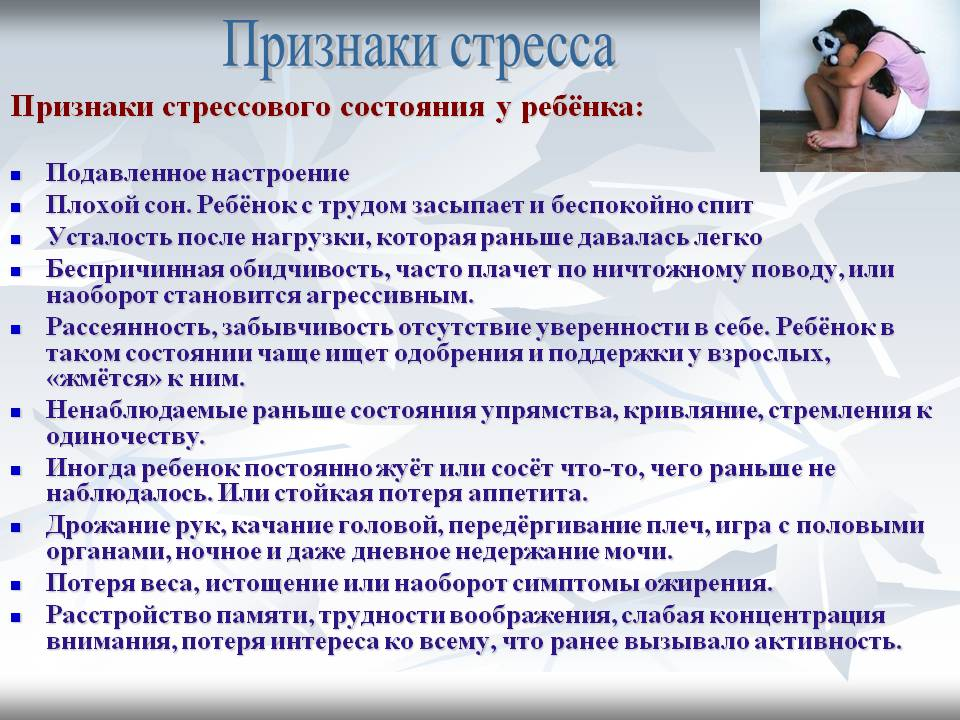 Признаки стресса
Признаки стрессового состояния у ребёнка:
Подавленное настроение
Плохой сон. Ребёнок с трудом засыпает и беспокойно спит
Усталость после нагрузки, которая раньше давалась легко
Беспричинная обидчивость, часто плачет по ничтожному поводу, или
наоборот становится агрессивным.
Рассеянность, забывчивость отсутствие уверенности в себе. Ребёнок в
таком состоянии чаще ищет одобрения и поддержки у взрослых,
«жмётся» к ним.
Ненаблюдаемые раньше состояния упрямства, кривляние, стремления к
одиночеству.
Иногда ребенок постоянно жуёт или сосёт что-то, чего раньше не
наблюдалось. Или стойкая потеря аппетита.
Дрожание рук, качание головой, передёргивание плеч, игра с половыми
органами, ночное и даже дневное недержание мочи.
Потеря веса, истощение или наоборот симптомы ожирения.
Расстройство памяти, трудности воображения, слабая концентрация
внимания, потеря интереса ко всему, что ранее вызывало активность.